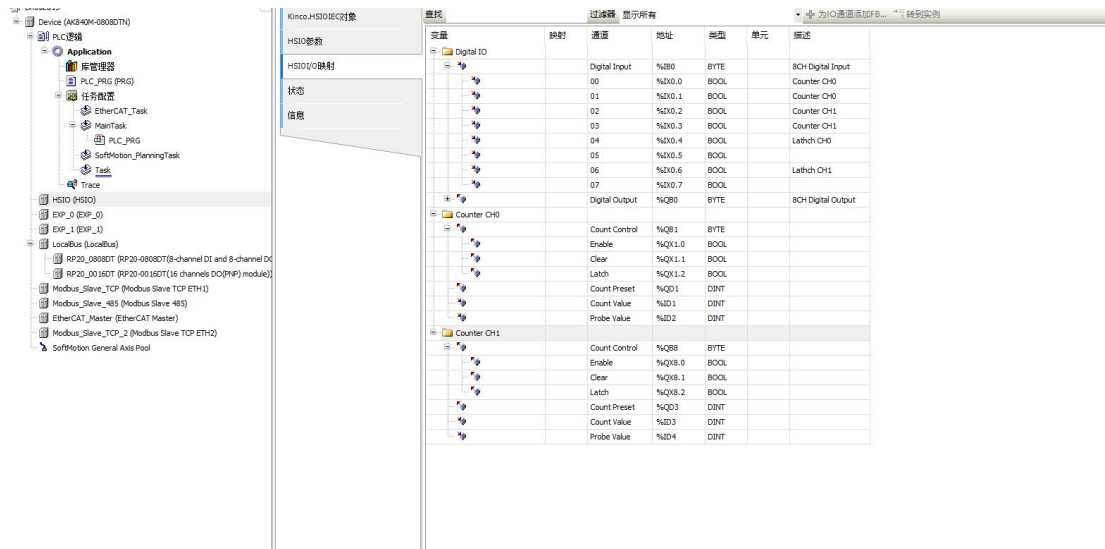 Device (AK840M-0808DTN)
PLC逻辑
Application
库管理器
PLC_PRG (PRG)
任务配置
EtherCAT_Task
MainTask
PLC_PRG
SoftMotion_PlanningTask
Task
Trace
HSIO (HSIO)
EXP_0 (EXP_0)
EXP_1 (EXP_1)
LocalBus (LocalBus)
RP20_0808DT (RP20-0808DT(8-channel DI and 8-channel DO
RP20_0016DT (RP20-0016DT(16 channels DO(PNP) module))
Modbus_Slave_TCP (Modbus Slave TCP ETH1)
Modbus_Slave_485 (Modbus Slave 485)
EtherCAT_Master (EtherCAT Master)
Modbus_Slave_TCP_2 (Modbus Slave TCP ETH2)
SoftMotion General Axis Pool
Kinco.HSIOIEC对象
HSIO参数
HSIOI/O映射
状态
信息
查找 过滤器 显示所有 为IO通道添加FB... 转到实例
变量 映射 通道 地址 类型 单元 描述
Digital IO
Digital Input %IB0 BYTE 8CH Digital Input
00 %IX0.0 BOOL Counter CH0
01 %IX0.1 BOOL Counter CH0
02 %IX0.2 BOOL Counter CH1
03 %IX0.3 BOOL Counter CH1
04 %IX0.4 BOOL Lathch CH0
05 %IX0.5 BOOL
06 %IX0.6 BOOL Lathch CH1
07 %IX0.7 BOOL
Digital Output %QB0 BYTE 8CH Digital Output
Counter CH0
Count Control %QB1 BYTE
Enable %QX1.0 BOOL
Clear %QX1.1 BOOL
Latch %QX1.2 BOOL
Count Preset %QD1 DINT
Count Value %ID1 DINT
Probe Value %ID2 DINT
Counter CH1
Count Control %QB8 BYTE
Enable %QX8.0 BOOL
Clear %QX8.1 BOOL
Latch %QX8.2 BOOL
Count Preset %QD3 DINT
Count Value %ID3 DINT
Probe Value %ID4 DINT